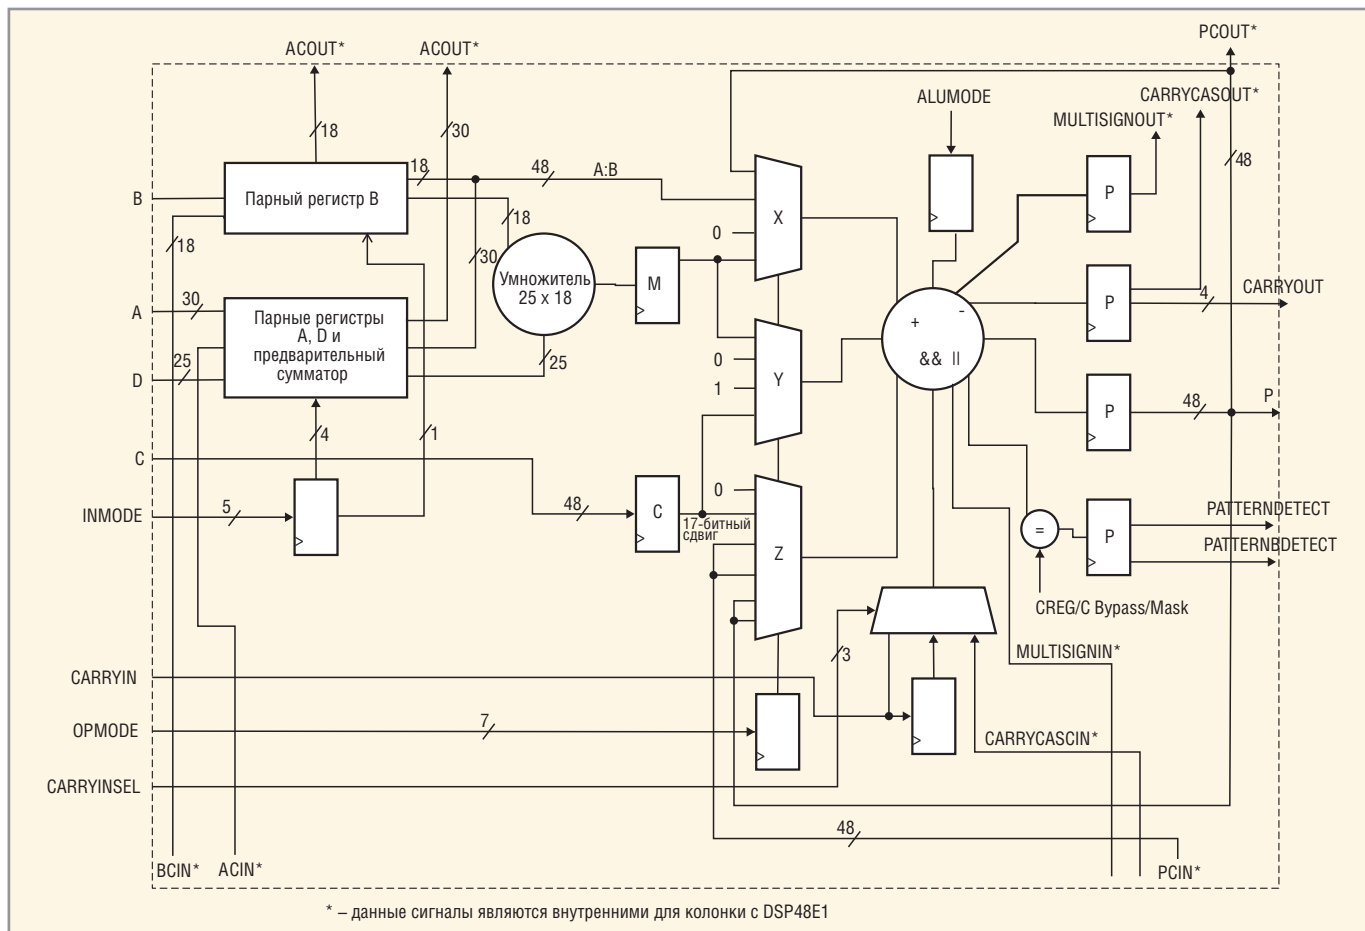 PCOUT*
ACOUT*
ACOUT*
ALUMODE
CARRYCASOUT*
MULTISIGNOUT*
18
30
48
18
48
A:B
B
Парный регистр B
X
P
18
18
0
30
Умножитель
25 x 18
M
A
30
Парные регистры
A, D и
предварительный
сумматор
+
-
&& ||
P
4
CARRYOUT
D
25
25
0
1
Y
P
48
P
4
1
C
0
INMODE
5
48
C
17-битный
сдвиг
Z
=
P
PATTERNDETECT
PATTERNBDETECT
CREG/C Bypass/Mask
3
MULTISIGNIN*
CARRYIN
OPMODE
7
CARRYCASCIN*
CARRYINSEL
48
BCIN*
ACIN*
PCIN*
* – данные сигналы являются внутренними для колонки с DSP48E1